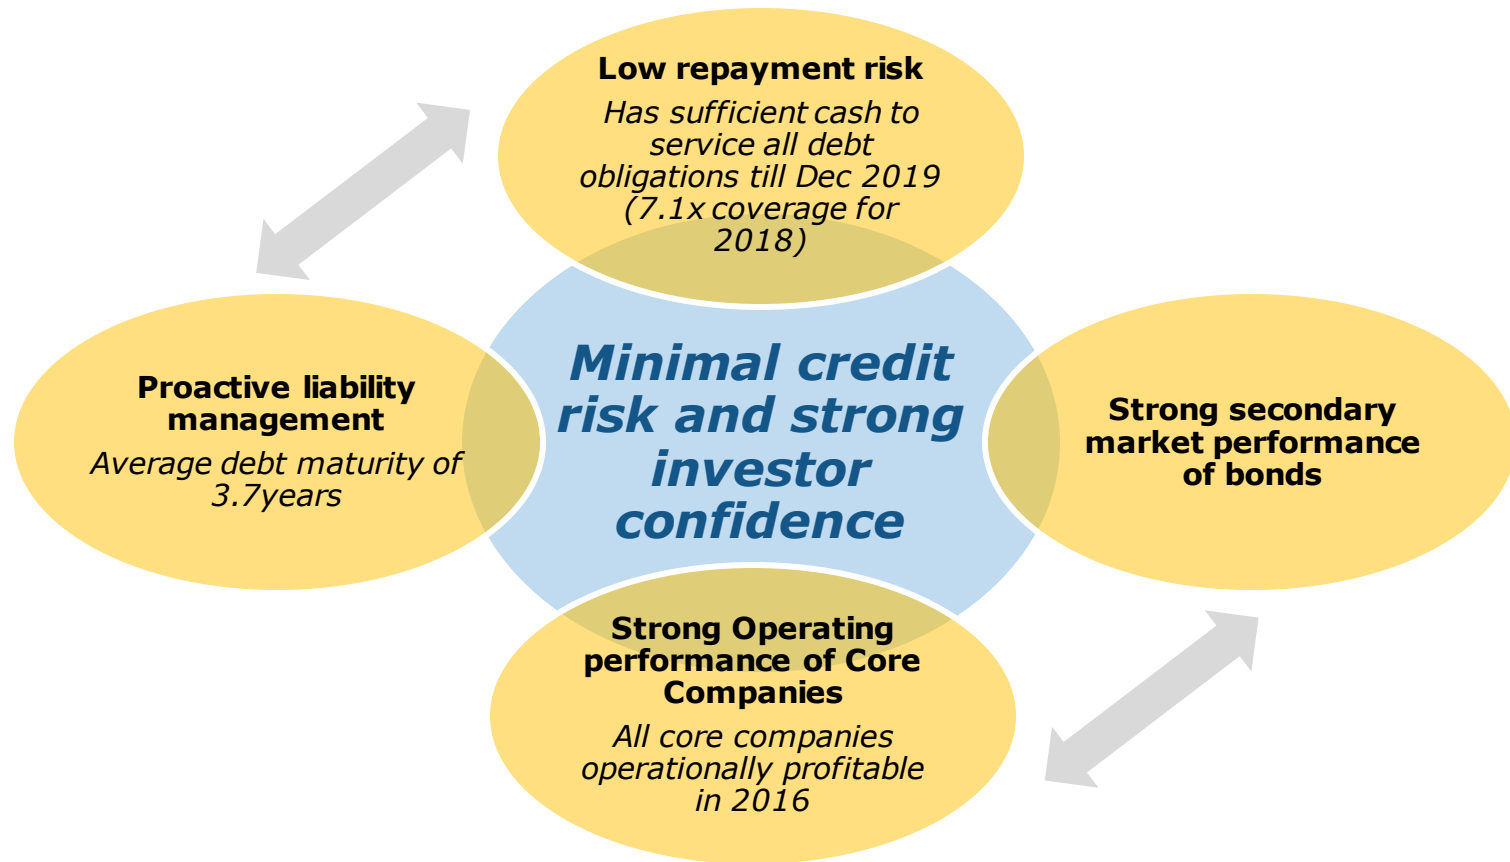 Low repayment risk
Has sufficient cash to
service all debt
obligations till Dec 2019
(7.1x coverage for
2018)
Proactive liability
management
Average debt maturity of
3.7years
Minimal credit
risk and strong
investor
confidence
Strong secondary
market performance
of bonds
Strong Operating
performance of Core
Companies
All core companies
operationally profitable
in 2016